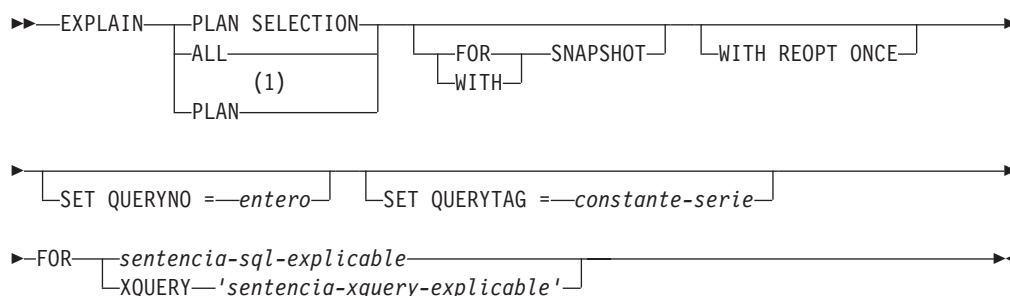 EXPLAIN PLAN SELECTION
ALL FOR SNAPSHOT WITH REOPT ONCE
(1) WITH
PLAN
SET QUERYNO = entero SET QUERYTAG = constante-serie
FOR sentencia-sql-explicable
XQUERY 'sentencia-xquery-explicable'